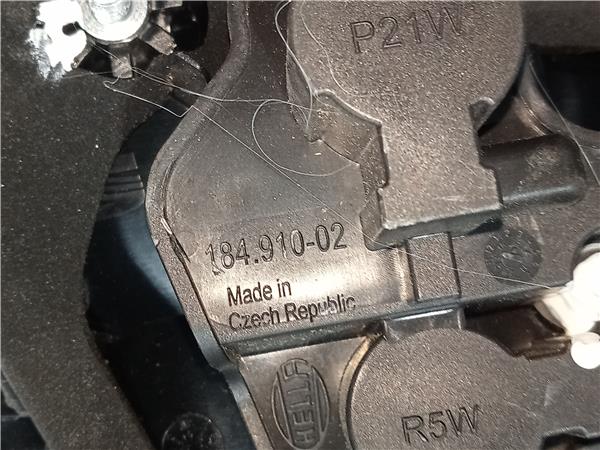 P21W
184.910-02
Made in
Czech Republic
HELLA
R5W